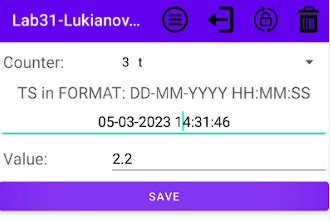 Lab31-Lukianov...
Counter: 3 t
TS in FORMAT: DD-MM-YYYY HH:MM:SS
05-03-2023 14:31:46
Value: 2.2
SAVE